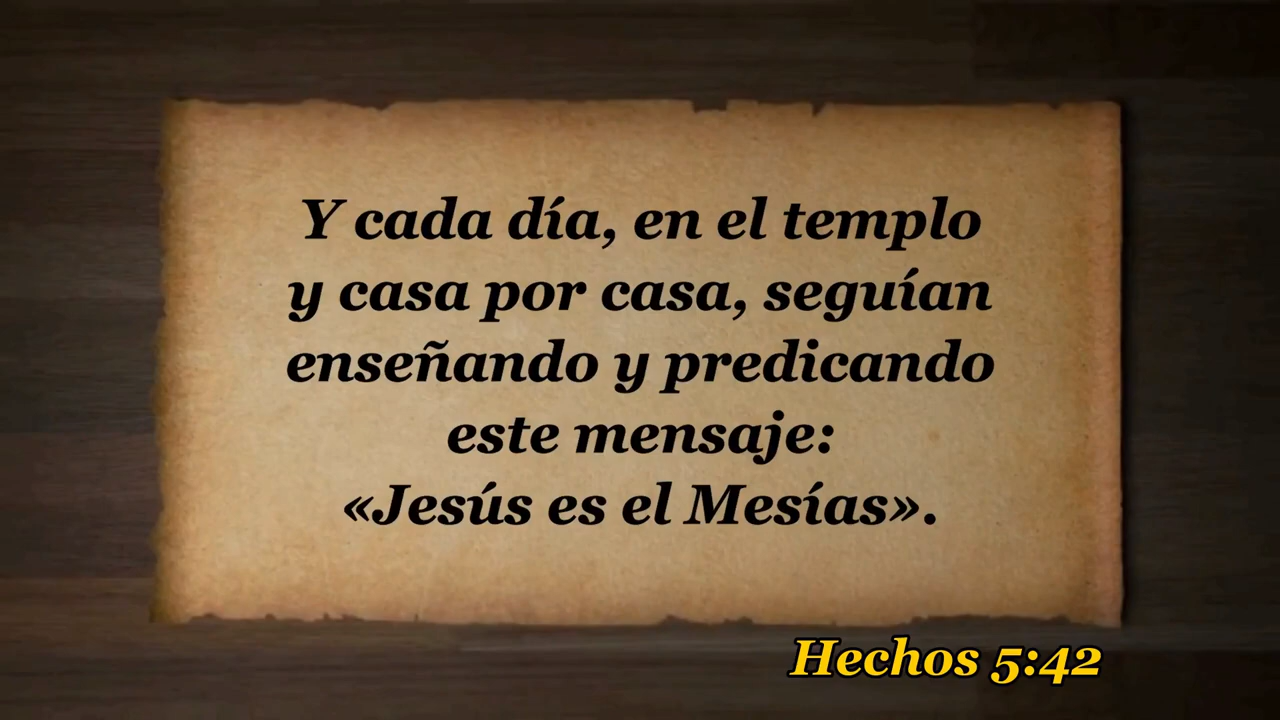 Y cada día, en el templo
y casa por casa, seguían
enseñando y predicando
este mensaje:
«Jesús es el Mesías».
Hechos 5:42